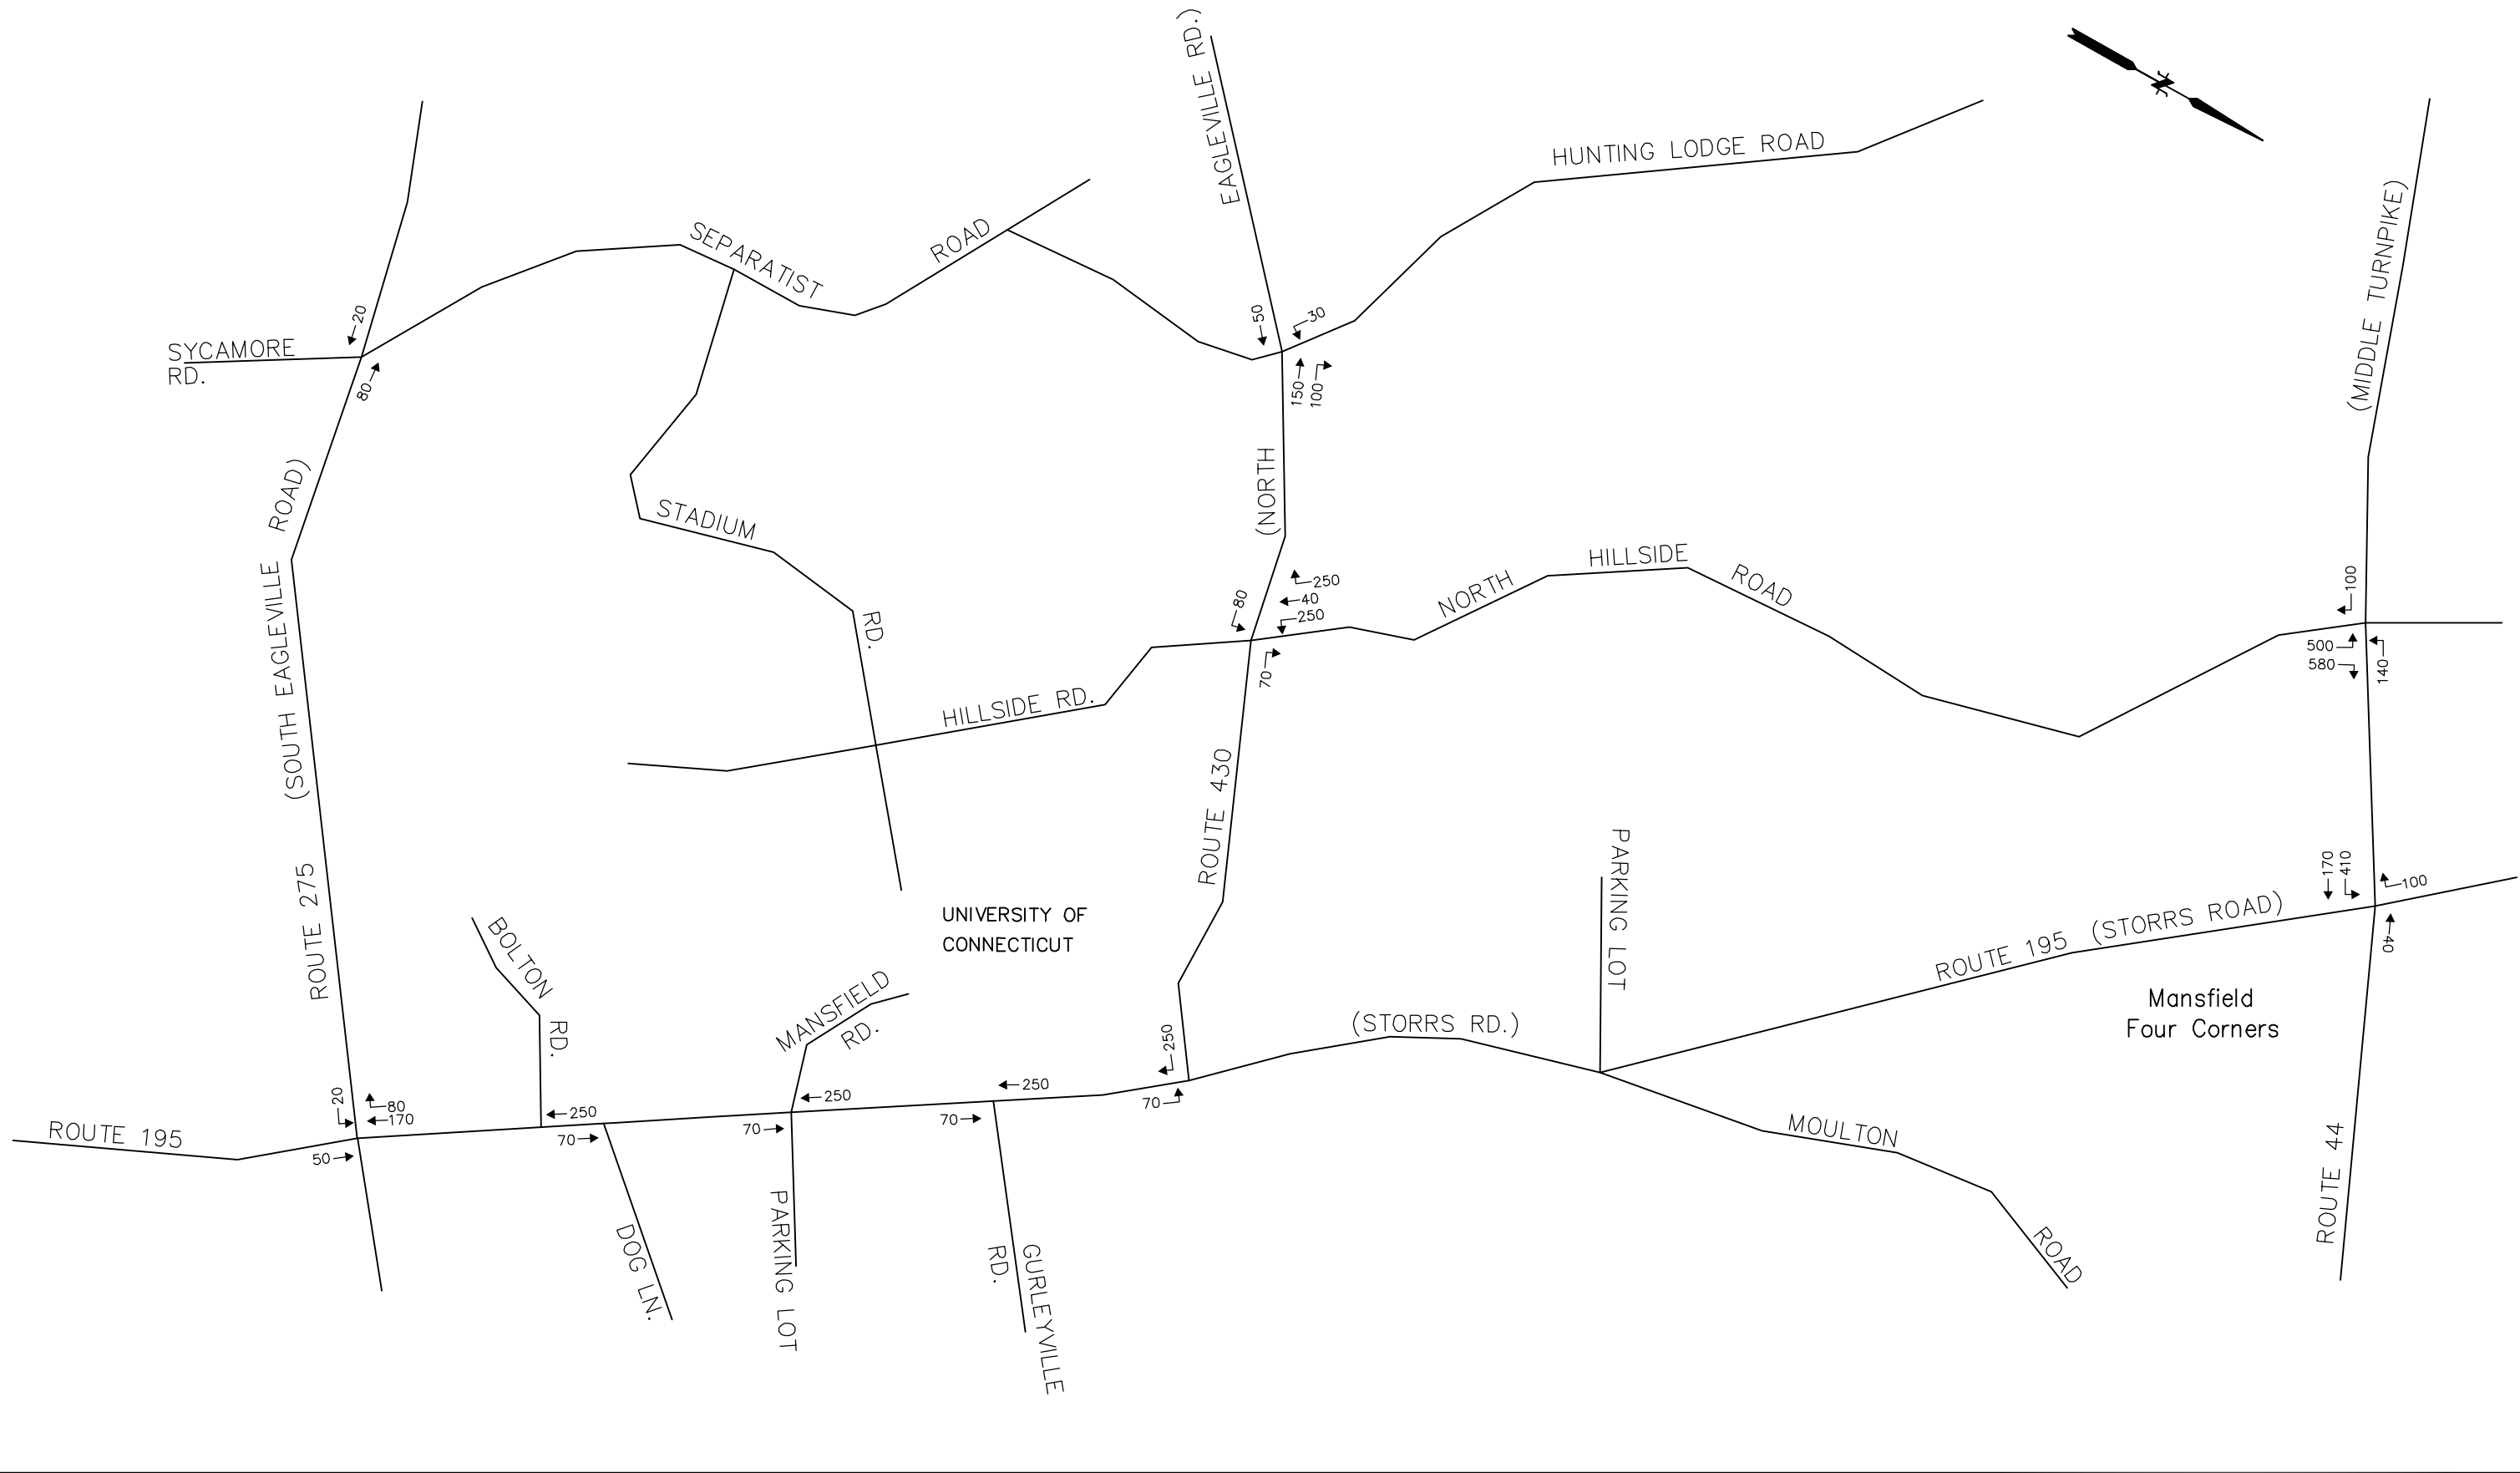 EAGLEVILLE RD.)
N
HUNTING LODGE ROAD
(MIDDLE TURNPIKE)
SEPARATIST
ROAD
20
SYCAMORE
RD.
80
50
30
150
100
(SOUTH EAGLEVILLE ROAD)
(NORTH
STADIUM
RD.
80
250
40
250
70
NORTH
HILLSIDE
ROAD
100
500
580
140
HILLSIDE RD.
ROUTE 430
ROUTE 275
PARKING LOT
170
410
100
40
UNIVERSITY OF
CONNECTICUT
BOLTON
RD.
MANSFIELD
RD.
ROUTE 195 (STORRS ROAD)
Mansfield
Four Corners
(STORRS RD.)
250
70
20
80
170
50
ROUTE 195
250
70
250
70
250
70
MOULTON
ROAD
ROUTE 44
DOG LN.
PARKING LOT
GURLEYVILLE
RD.